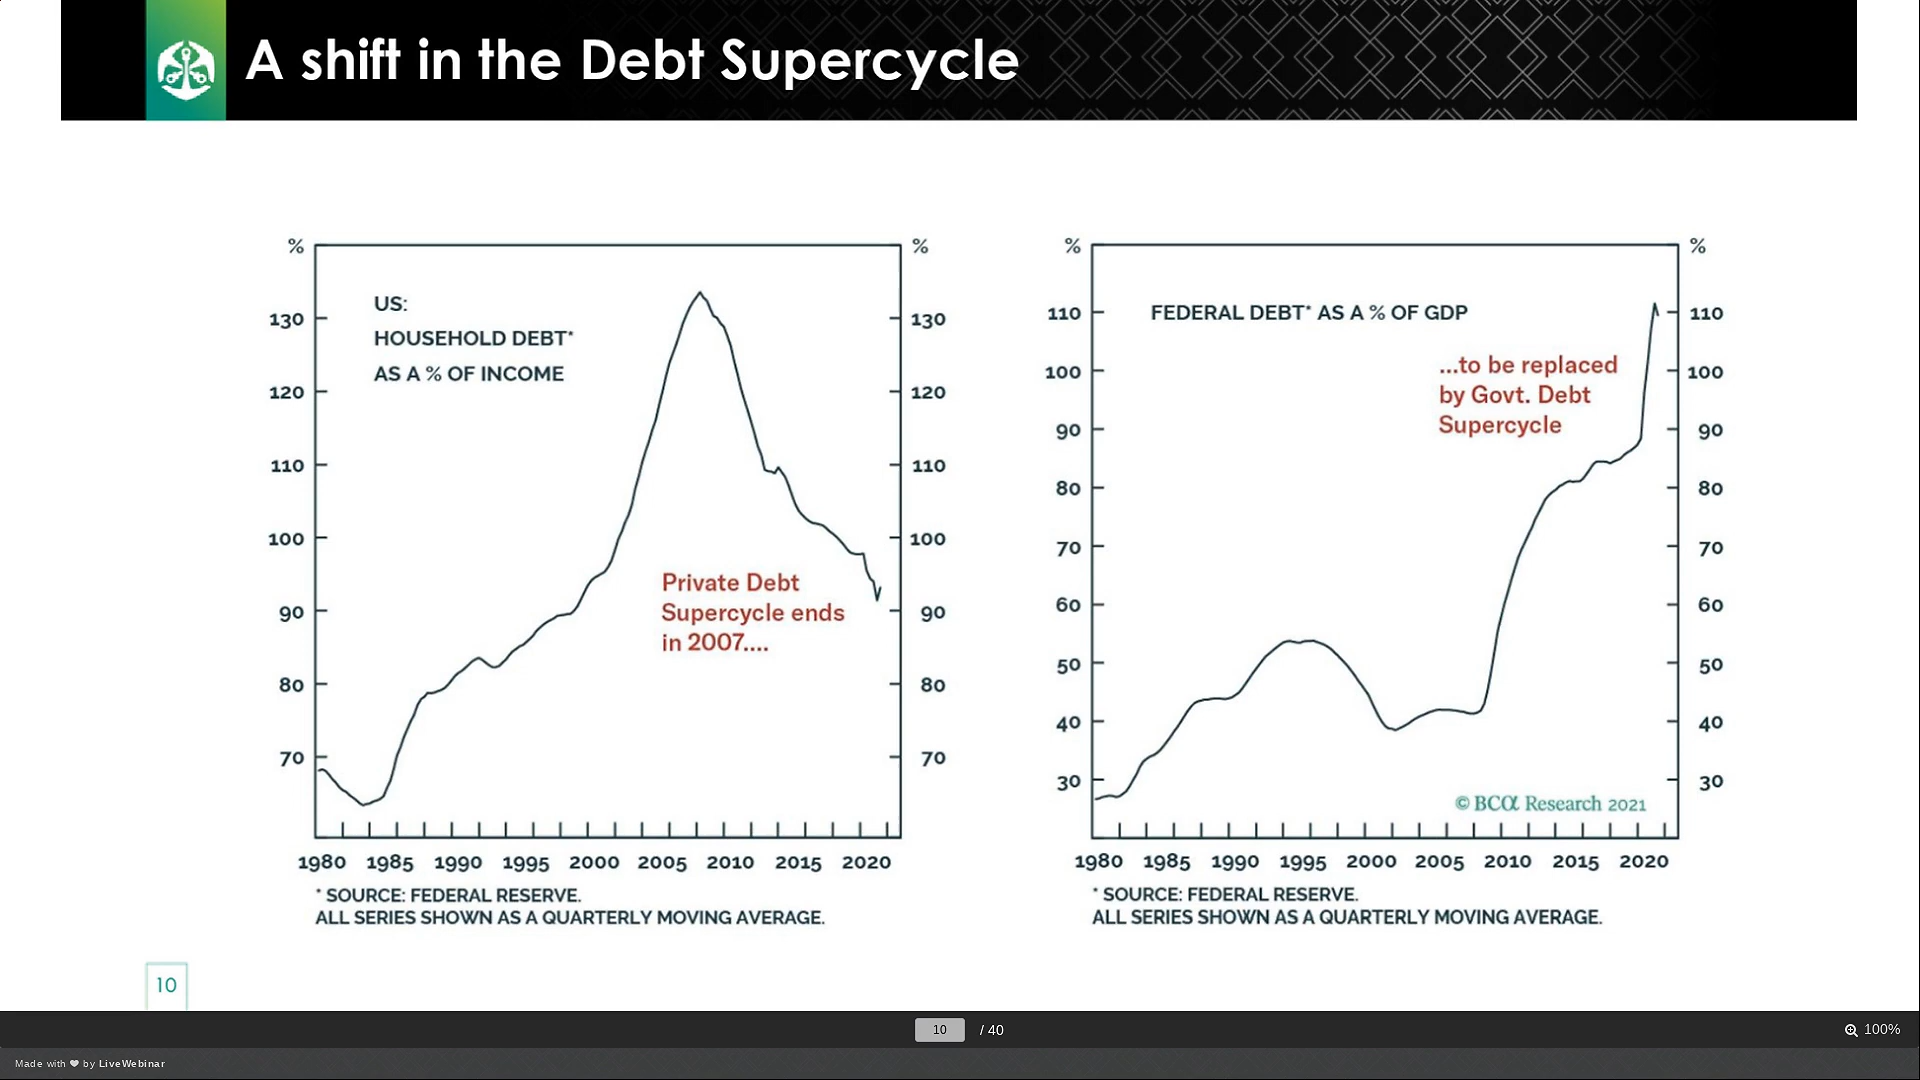 A shift in the Debt Supercycle
%
%
US:
HOUSEHOLD DEBT*
AS A % OF INCOME
130
130
120
120
110
110
100
100
90
90
80
80
70
70
Private Debt
Supercycle ends
in 2007....
1980 1985 1990 1995 2000 2005 2010 2015 2020
* SOURCE: FEDERAL RESERVE.
ALL SERIES SHOWN AS A QUARTERLY MOVING AVERAGE.
%
%
FEDERAL DEBT* AS A % OF GDP
...to be replaced
by Govt. Debt
Supercycle
110
110
100
100
90
90
80
80
70
70
60
60
50
50
40
40
30
30
© BCα Research 2021
1980 1985 1990 1995 2000 2005 2010 2015 2020
* SOURCE: FEDERAL RESERVE.
ALL SERIES SHOWN AS A QUARTERLY MOVING AVERAGE.
10
10 / 40
100%
Made with ❤ by LiveWebinar